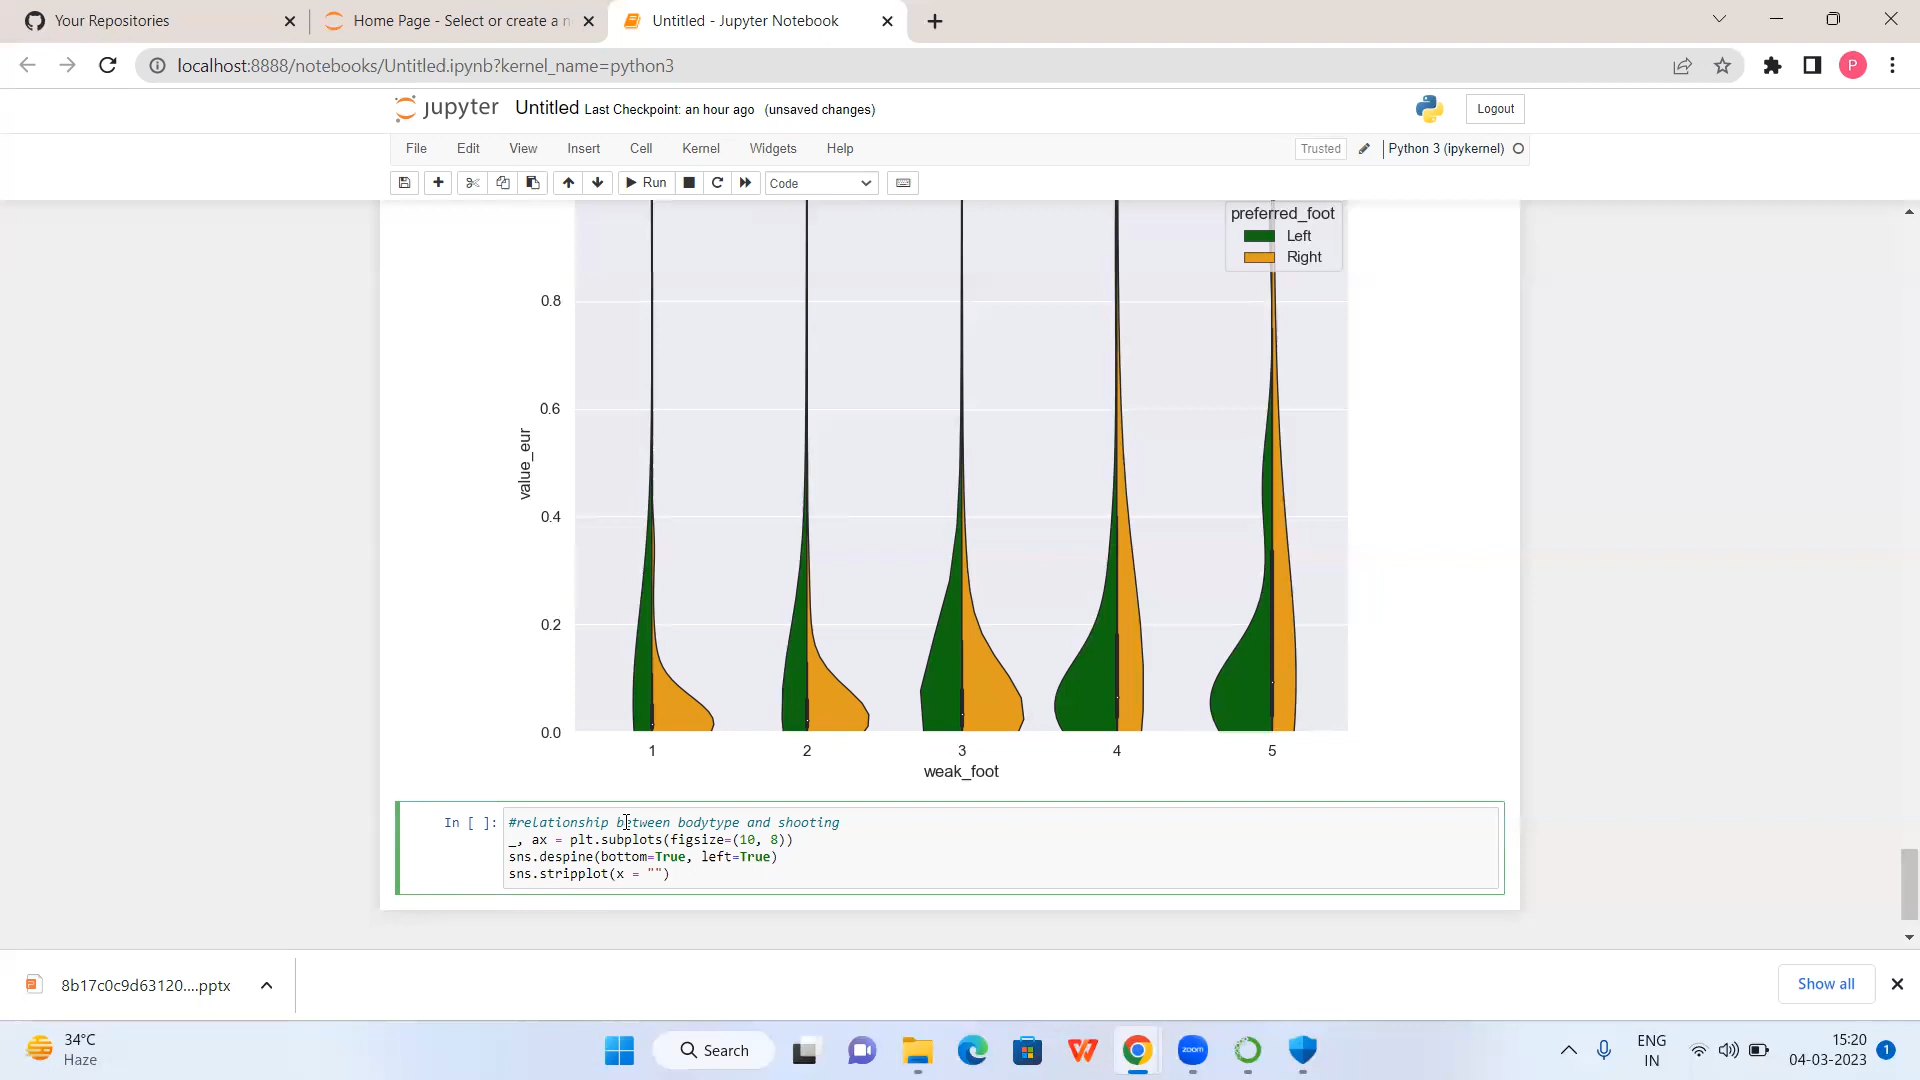 Your Repositories
Home Page - Select or create a n
Untitled - Jupyter Notebook
localhost:8888/notebooks/Untitled.ipynb?kernel_name=python3
P
jupyter Untitled Last Checkpoint: an hour ago (unsaved changes)
Logout
File Edit View Insert Cell Kernel Widgets Help
Trusted Python 3 (ipykernel)
Run Code
preferred_foot
Left
Right
0.8
0.6
0.4
0.2
0.0
value_eur
1 2 3 4 5
weak_foot
In [ ]: #relationship between bodytype and shooting
_, ax = plt.subplots(figsize=(10, 8))
sns.despine(bottom=True, left=True)
sns.stripplot(x = "")
8b17c0c9d63120....pptx
Show all
34°C
Haze
Search
zoom
ENG
IN
15:20
04-03-2023
1